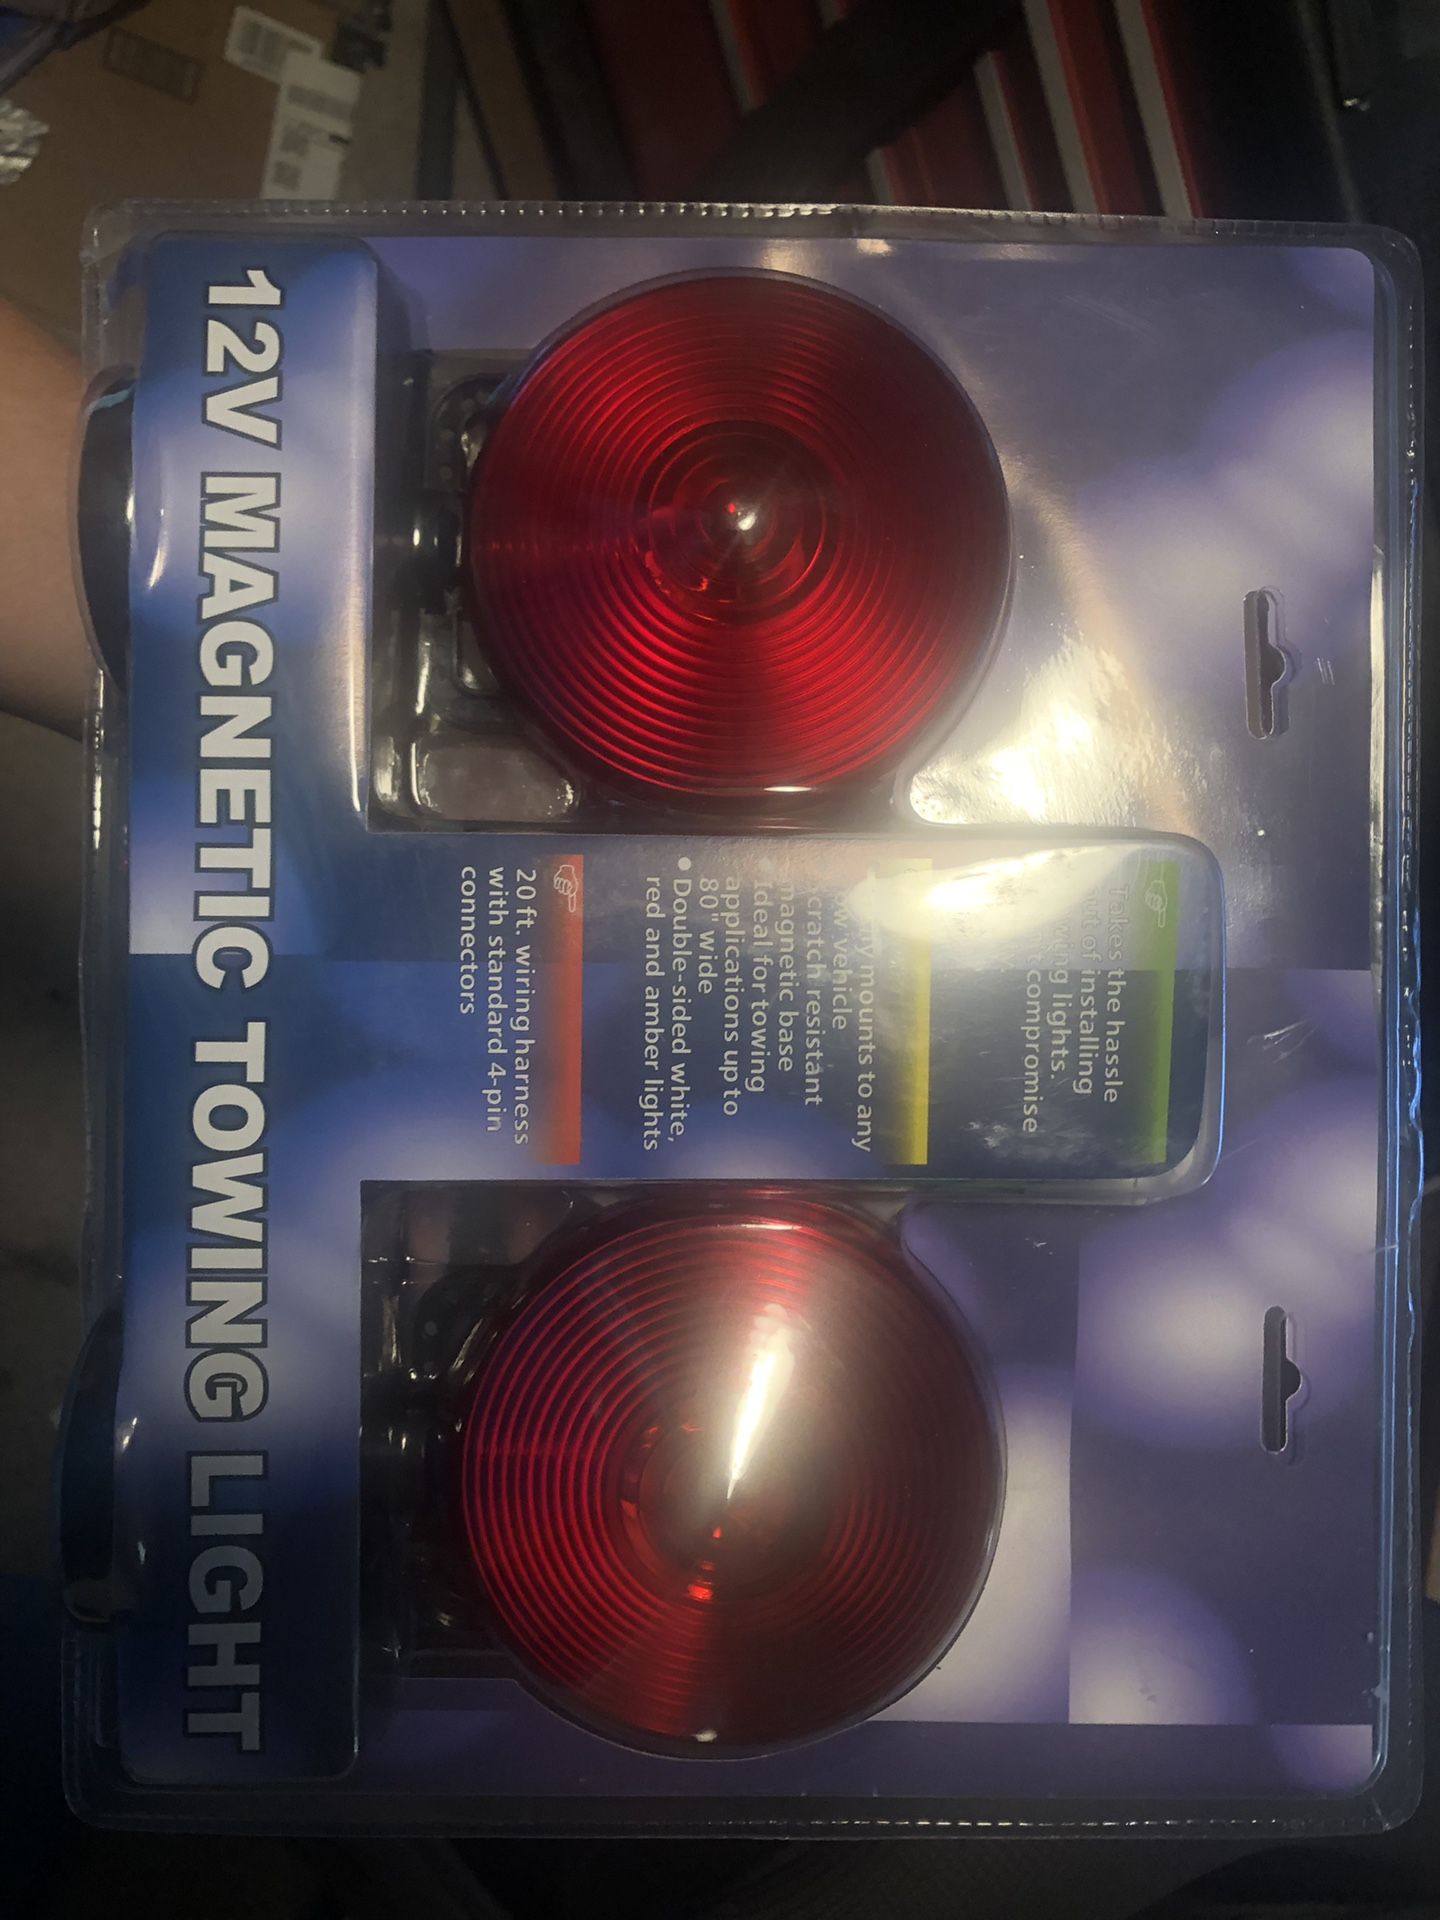 12V MAGNETIC TOWING LIGHT
Takes the hassle
out of installing
towing lights.
compromise
mounts to any
tow vehicle
scratch resistant
magnetic base
Ideal for towing
applications up to
80" wide
• Double-sided white,
red and amber lights
20 ft. wiring harness
with standard 4-pin
connectors